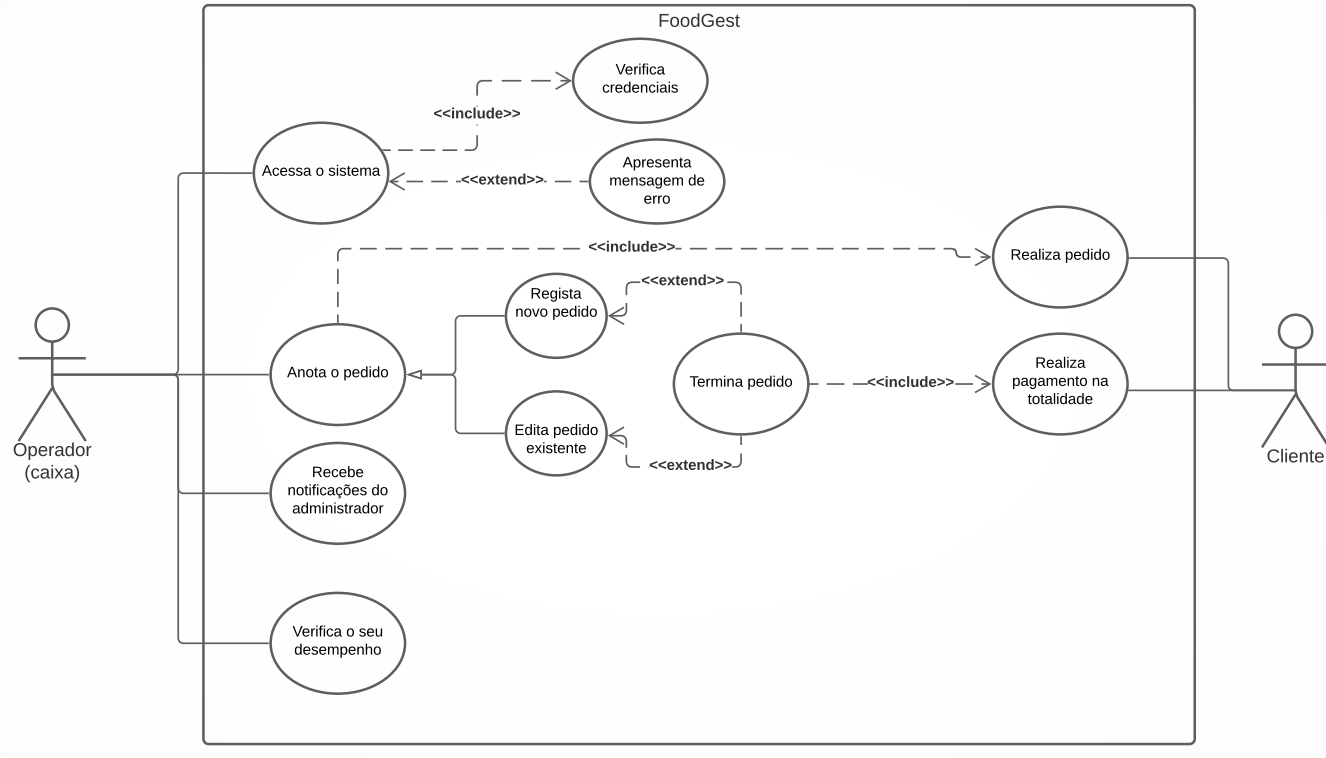 FoodGest
Verifica
credenciais
<<include>>
Acessa o sistema
Apresenta
mensagem de
erro
<<extend>>
<<include>>
Realiza pedido
<<extend>>
Regista
novo pedido
Anota o pedido
Termina pedido
<<include>>
Realiza
pagamento na
totalidade
Edita pedido
existente
<<extend>>
Operador
(caixa)
Cliente
Recebe
notificações do
administrador
Verifica o seu
desempenho